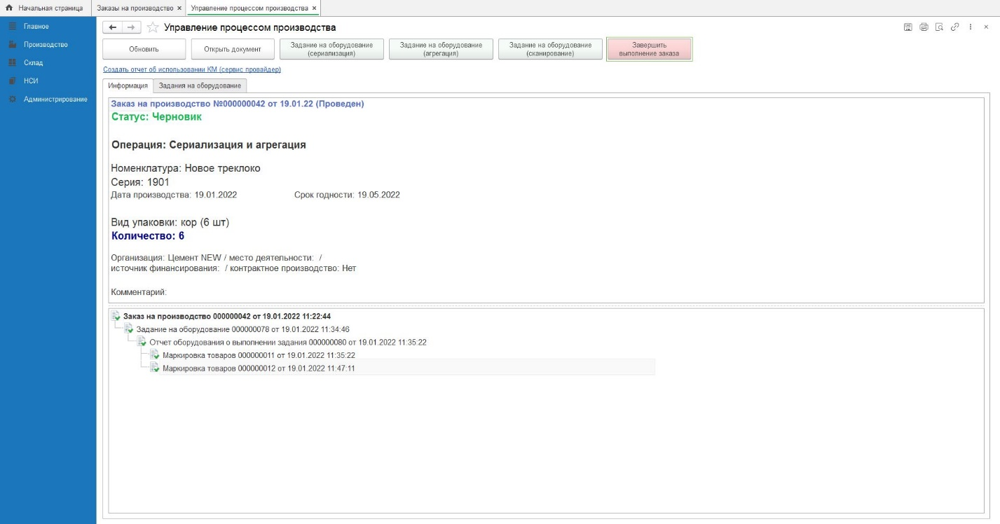 Начальная страница
Заказы на производство ×
Управление процессом производства ×
Главное
Производство
Склад
НСИ
Администрирование
Управление процессом производства
Обновить
Открыть документ
Задание на оборудование
(сериализация)
Задание на оборудование
(агрегация)
Задание на оборудование
(сканирование)
Завершить
выполнение заказа
Создать отчет об использовании КМ (сервис провайдер)
Информация
Задания на оборудование
Заказ на производство №000000042 от 19.01.22 (Проведен)
Статус: Черновик
Операция: Сериализация и агрегация
Номенклатура: Новое треклоко
Серия: 1901
Дата производства: 19.01.2022 Срок годности: 19.05.2022
Вид упаковки: кор (6 шт)
Количество: 6
Организация: Цемент NEW / место деятельности: /
источник финансирования: / контрактное производство: Нет
Комментарий:
Заказ на производство 000000042 от 19.01.2022 11:22:44
Задание на оборудование 000000078 от 19.01.2022 11:34:46
Отчет оборудования о выполнении задания 000000080 от 19.01.2022 11:35:22
Маркировка товаров 000000011 от 19.01.2022 11:35:22
Маркировка товаров 000000012 от 19.01.2022 11:47:11